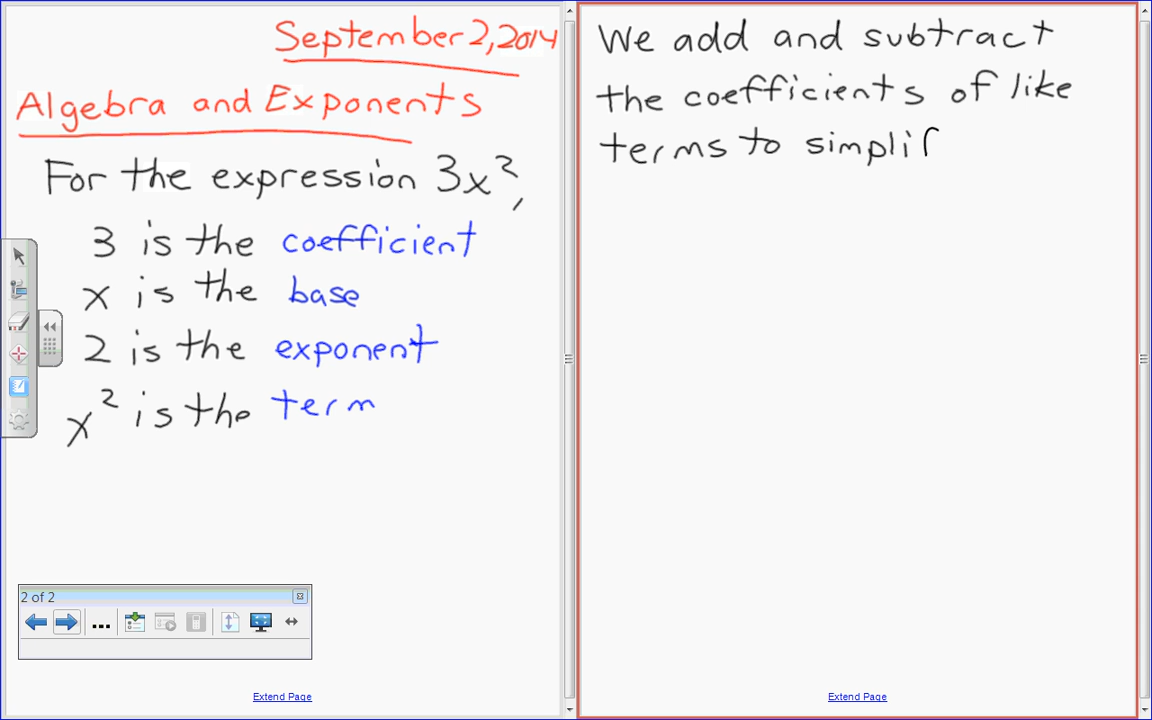 September 2, 2014
Algebra and Exponents
For the expression 3x²,
3 is the coefficient
x is the base
2 is the exponent
x² is the term
2 of 2
...
Extend Page
We add and subtract
the coefficients of like
terms to simplif
Extend Page